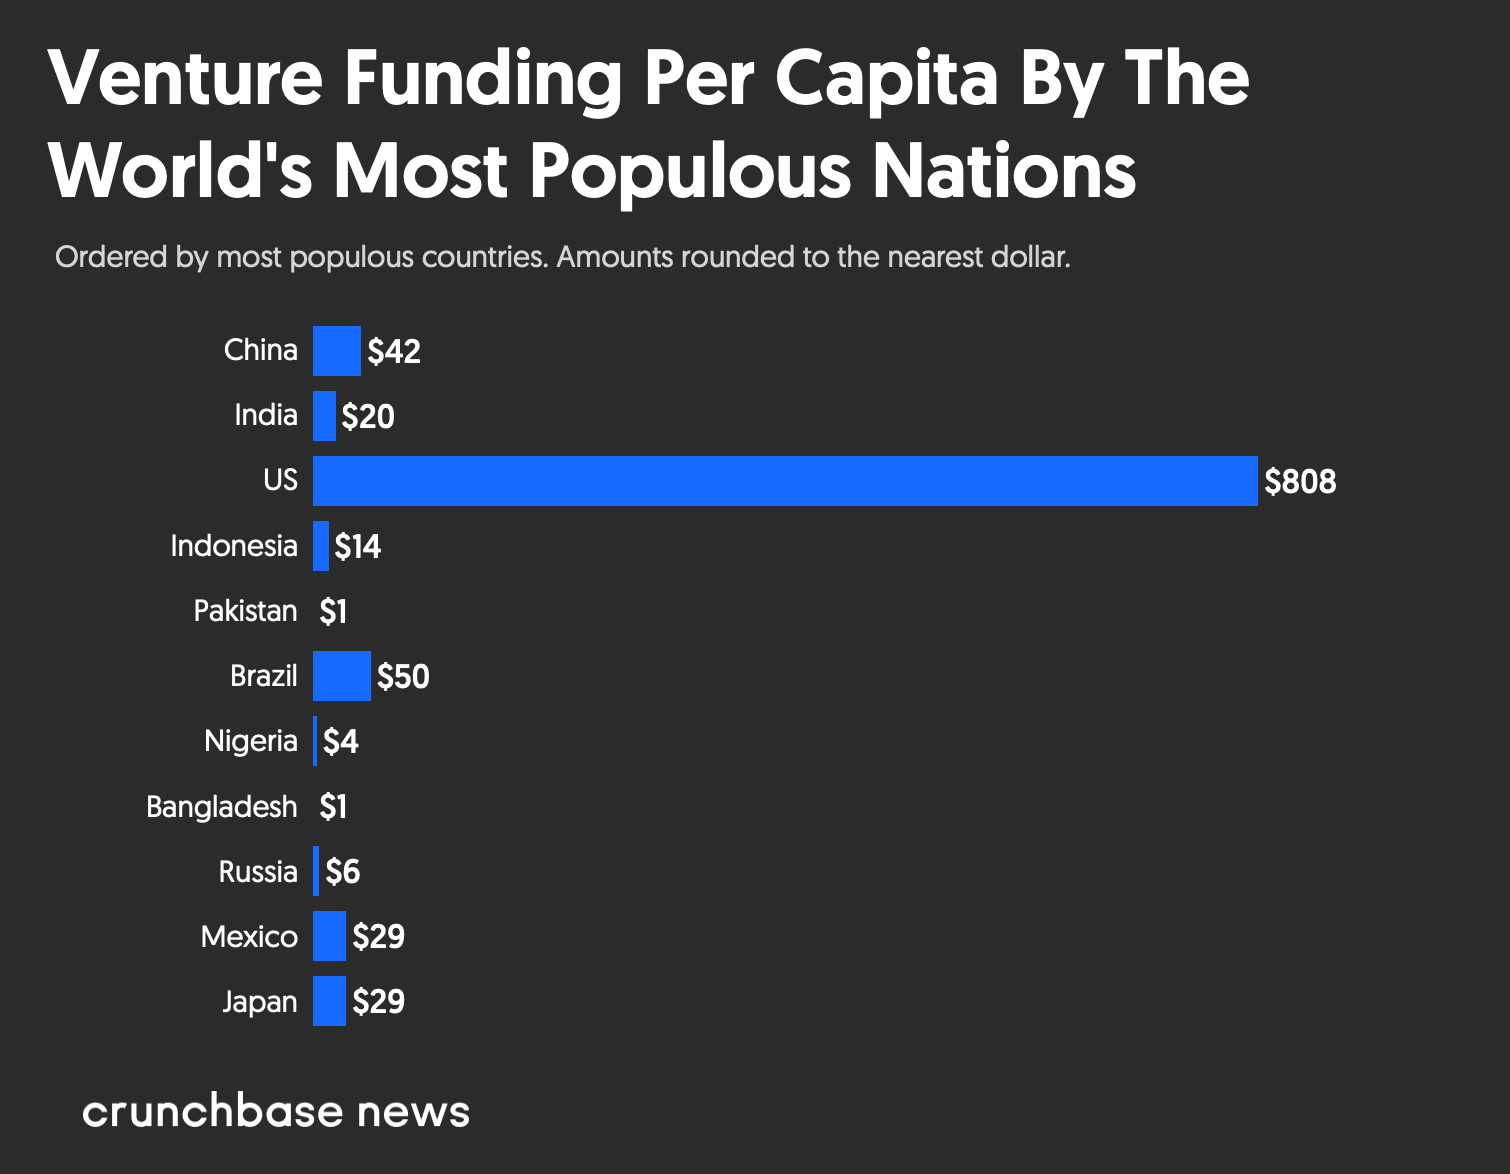 Venture Funding Per Capita By The
World's Most Populous Nations
Ordered by most populous countries. Amounts rounded to the nearest dollar.
China $42
India $20
US $808
Indonesia $14
Pakistan $1
Brazil $50
Nigeria $4
Bangladesh $1
Russia $6
Mexico $29
Japan $29
crunchbase news